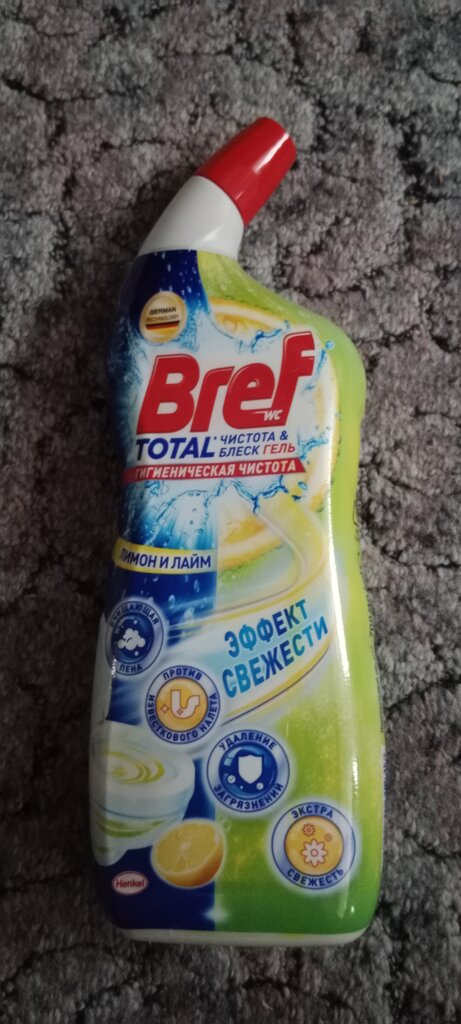 GERMAN
TECHNOLOGY
Bref
WC
TOTAL* ЧИСТОТА &
БЛЕСК ГЕЛЬ
ГИГИЕНИЧЕСКАЯ ЧИСТОТА
ЛИМОН И ЛАЙМ
ОЧИЩАЮЩАЯ
ПЕНА
ЭФФЕКТ
СВЕЖЕСТИ
ПРОТИВ
ИЗВЕСТКОВОГО НАЛЕТА
УДАЛЕНИЕ
ЗАГРЯЗНЕНИЙ
ЭКСТРА
СВЕЖЕСТЬ
Henkel